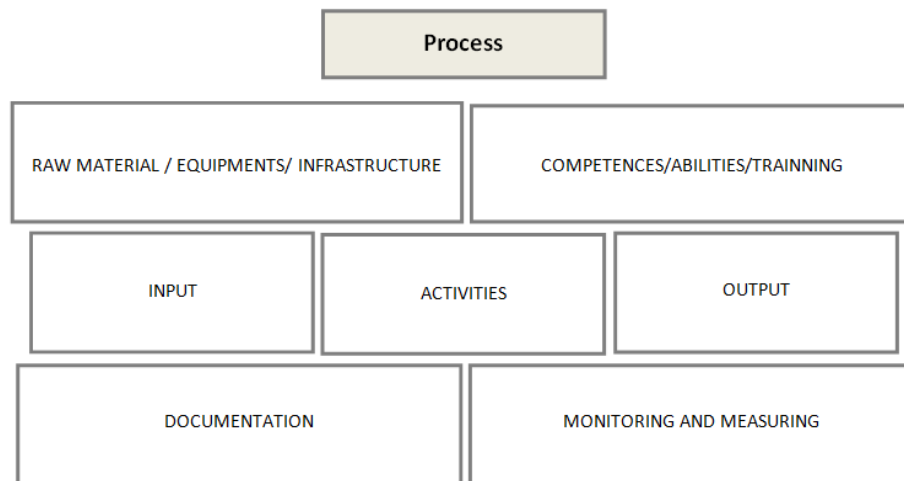 Process
RAW MATERIAL / EQUIPMENTS/ INFRASTRUCTURE
COMPETENCES/ABILITIES/TRAINNING
INPUT
ACTIVITIES
OUTPUT
DOCUMENTATION
MONITORING AND MEASURING